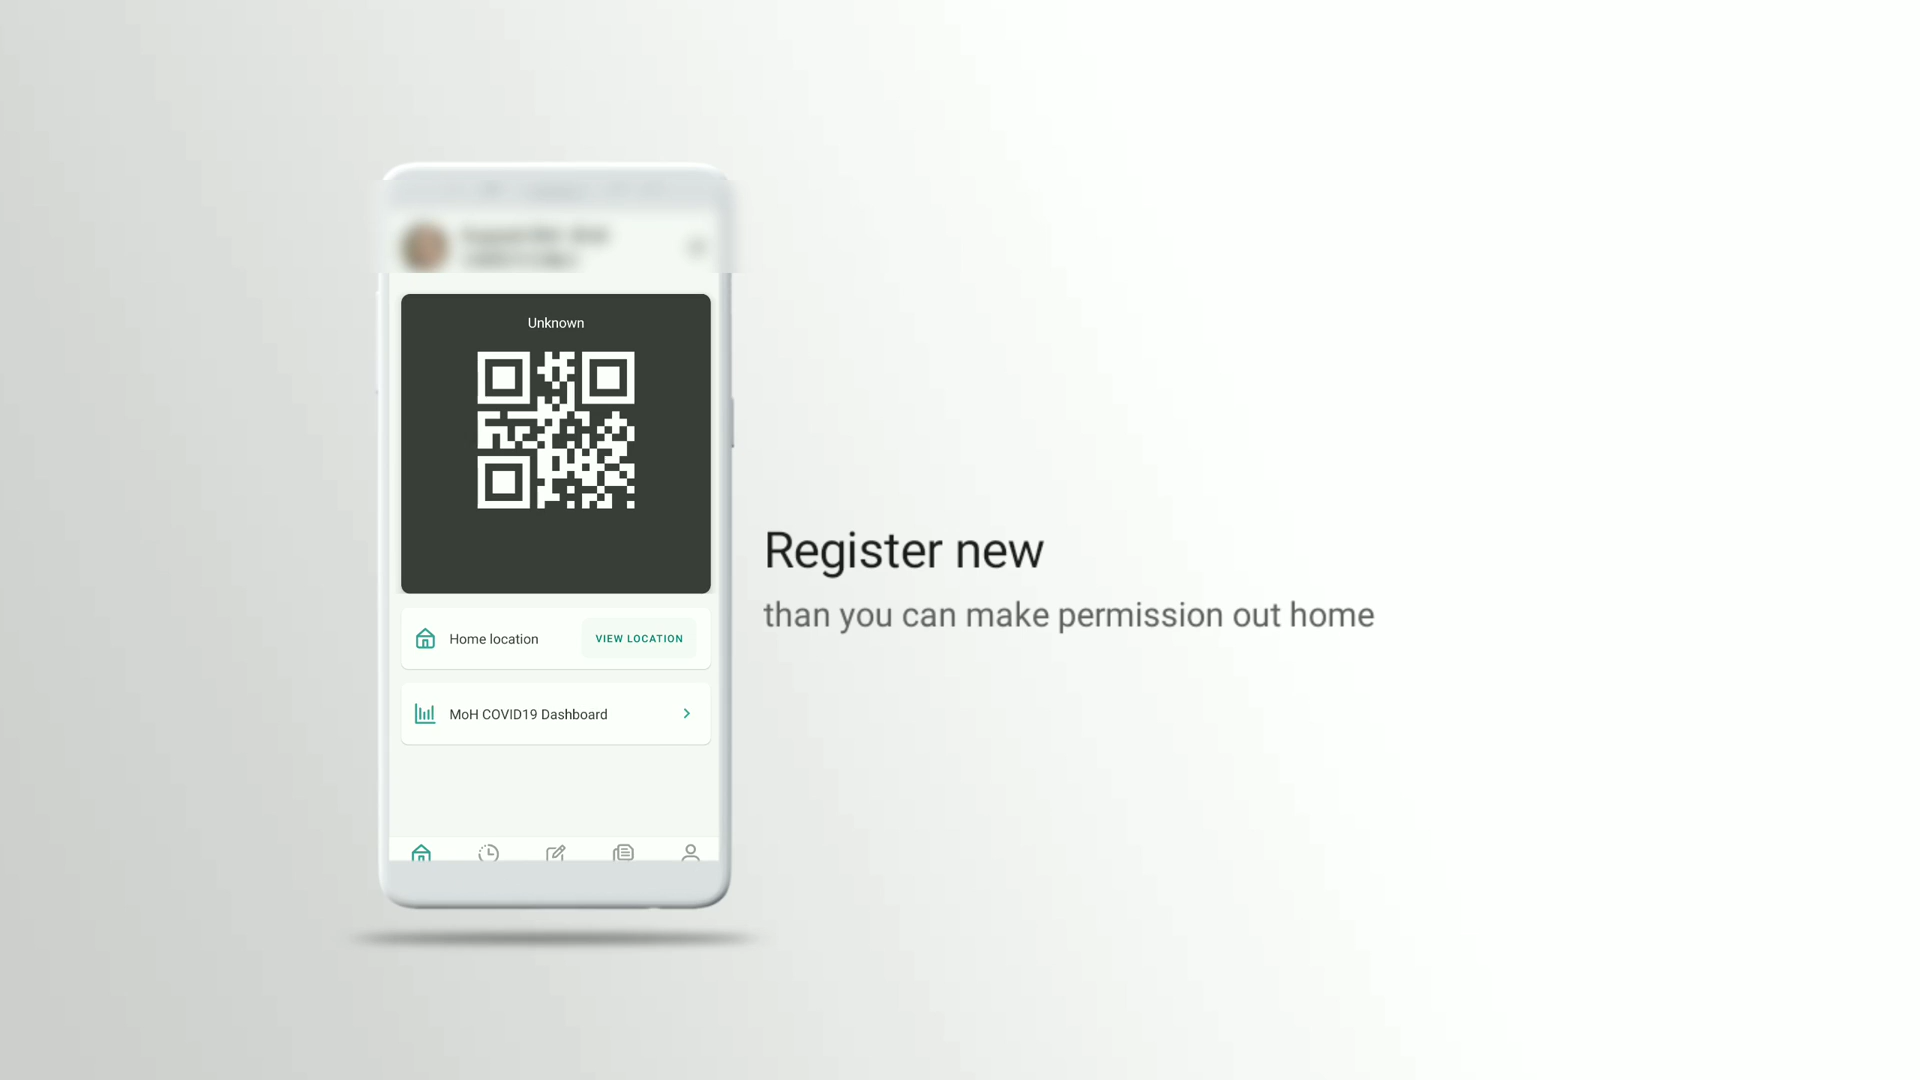 Unknown
Home location
VIEW LOCATION
MoH COVID19 Dashboard
Register new
than you can make permission out home